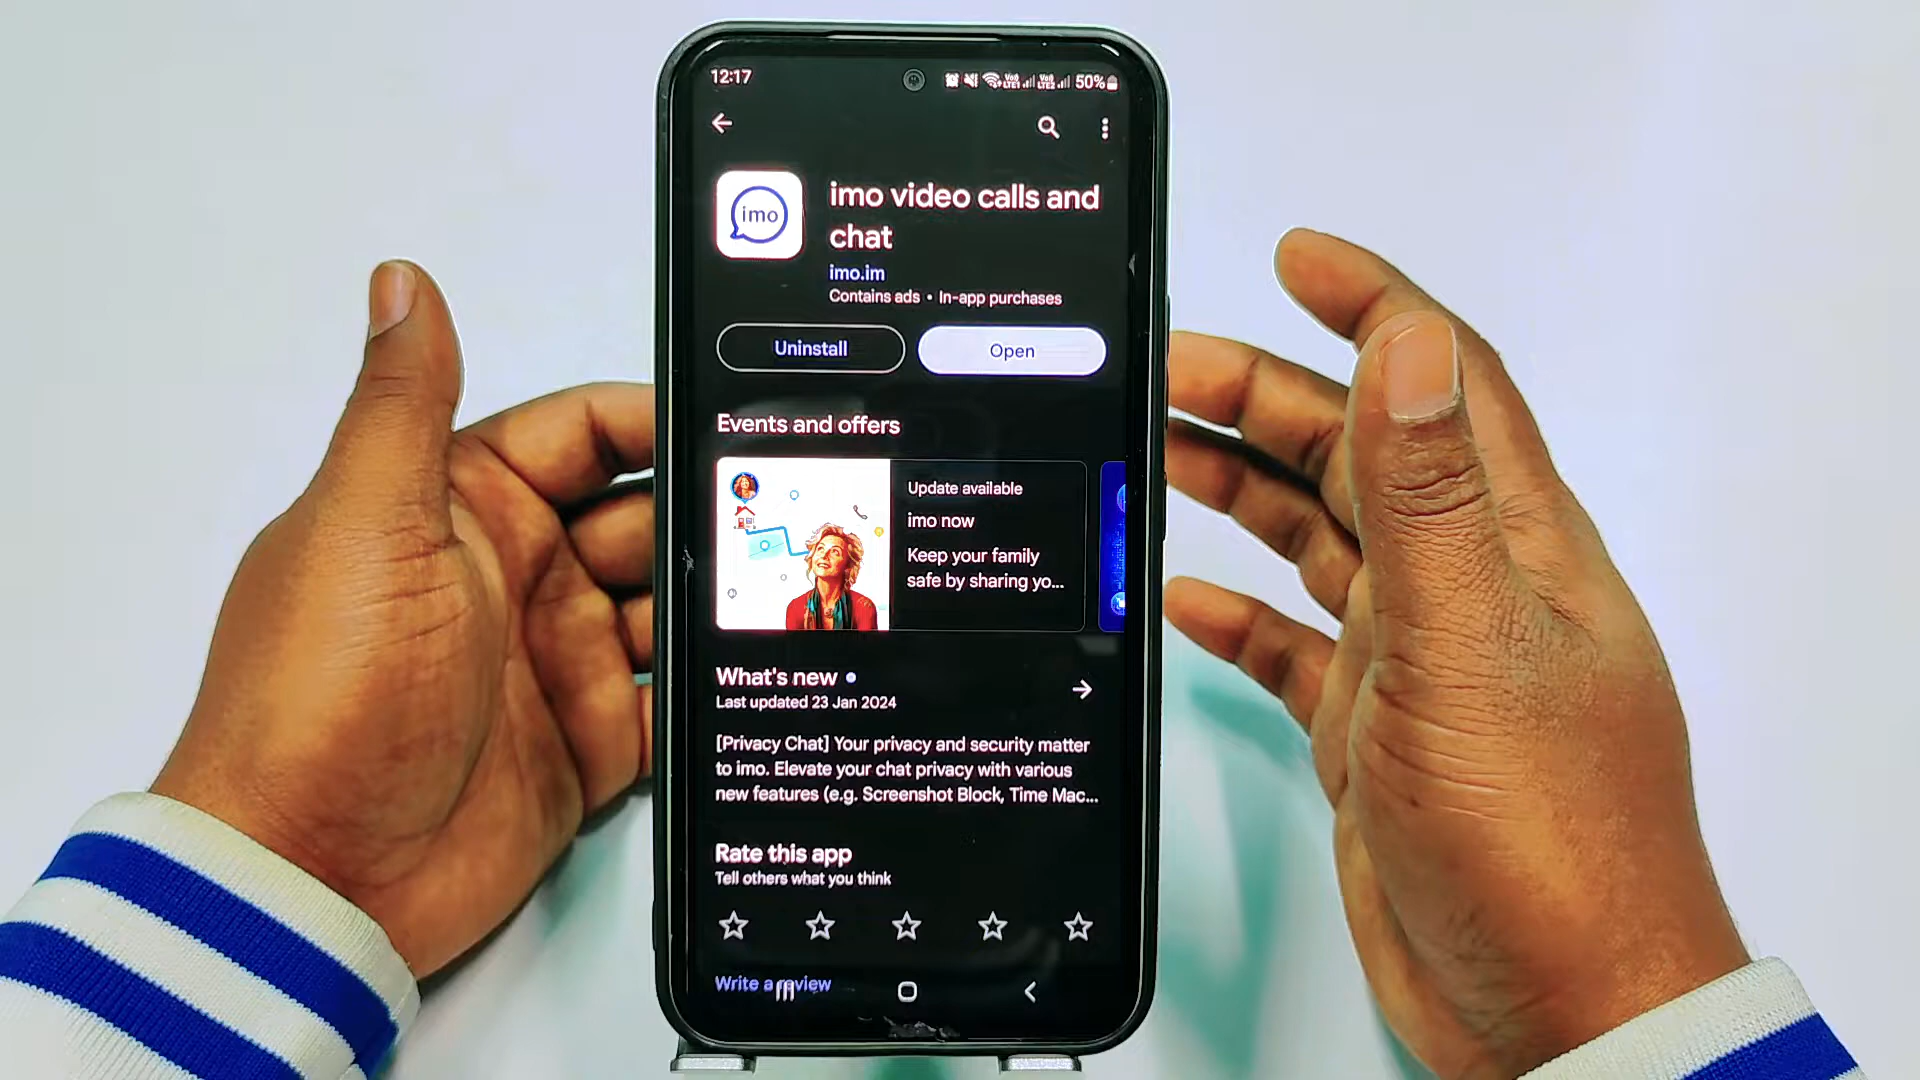 12:17
50%
imo
imo video calls and
chat
imo.im
Contains ads • In-app purchases
Uninstall
Open
Events and offers
Update available
imo now
Keep your family
safe by sharing yo...
What's new
Last updated 23 Jan 2024
[Privacy Chat] Your privacy and security matter
to imo. Elevate your chat privacy with various
new features (e.g. Screenshot Block, Time Mac...
Rate this app
Tell others what you think
Write a review